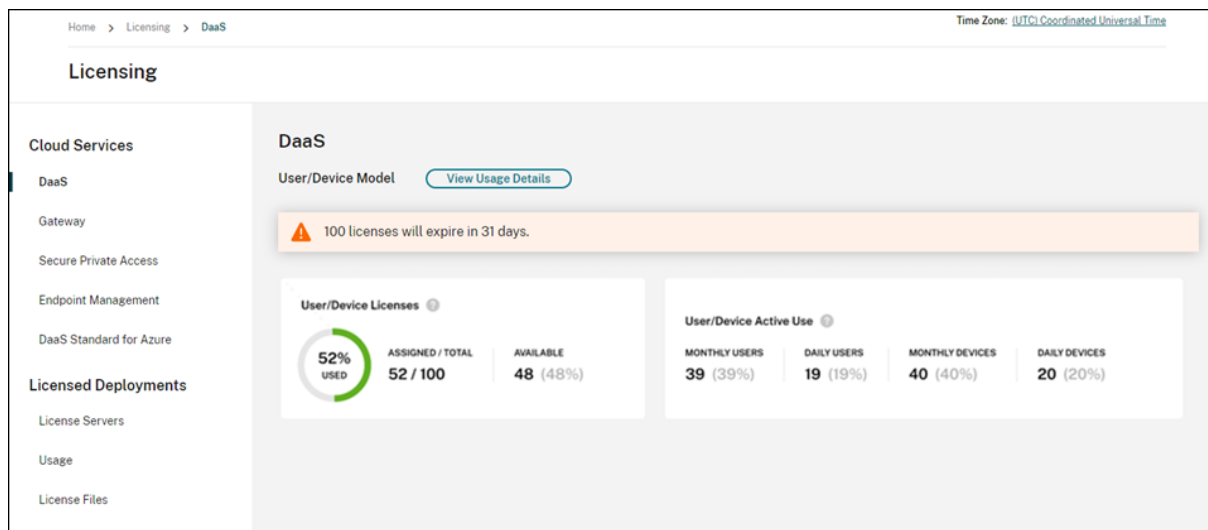 Home > Licensing > DaaS
Time Zone: (UTC) Coordinated Universal Time
Licensing
Cloud Services
DaaS
Gateway
Secure Private Access
Endpoint Management
DaaS Standard for Azure
Licensed Deployments
License Servers
Usage
License Files
DaaS
User/Device Model View Usage Details
100 licenses will expire in 31 days.
User/Device Licenses ?
52%
USED
ASSIGNED / TOTAL AVAILABLE
52 / 100 48 (48%)
User/Device Active Use ?
MONTHLY USERS DAILY USERS MONTHLY DEVICES DAILY DEVICES
39 (39%) 19 (19%) 40 (40%) 20 (20%)